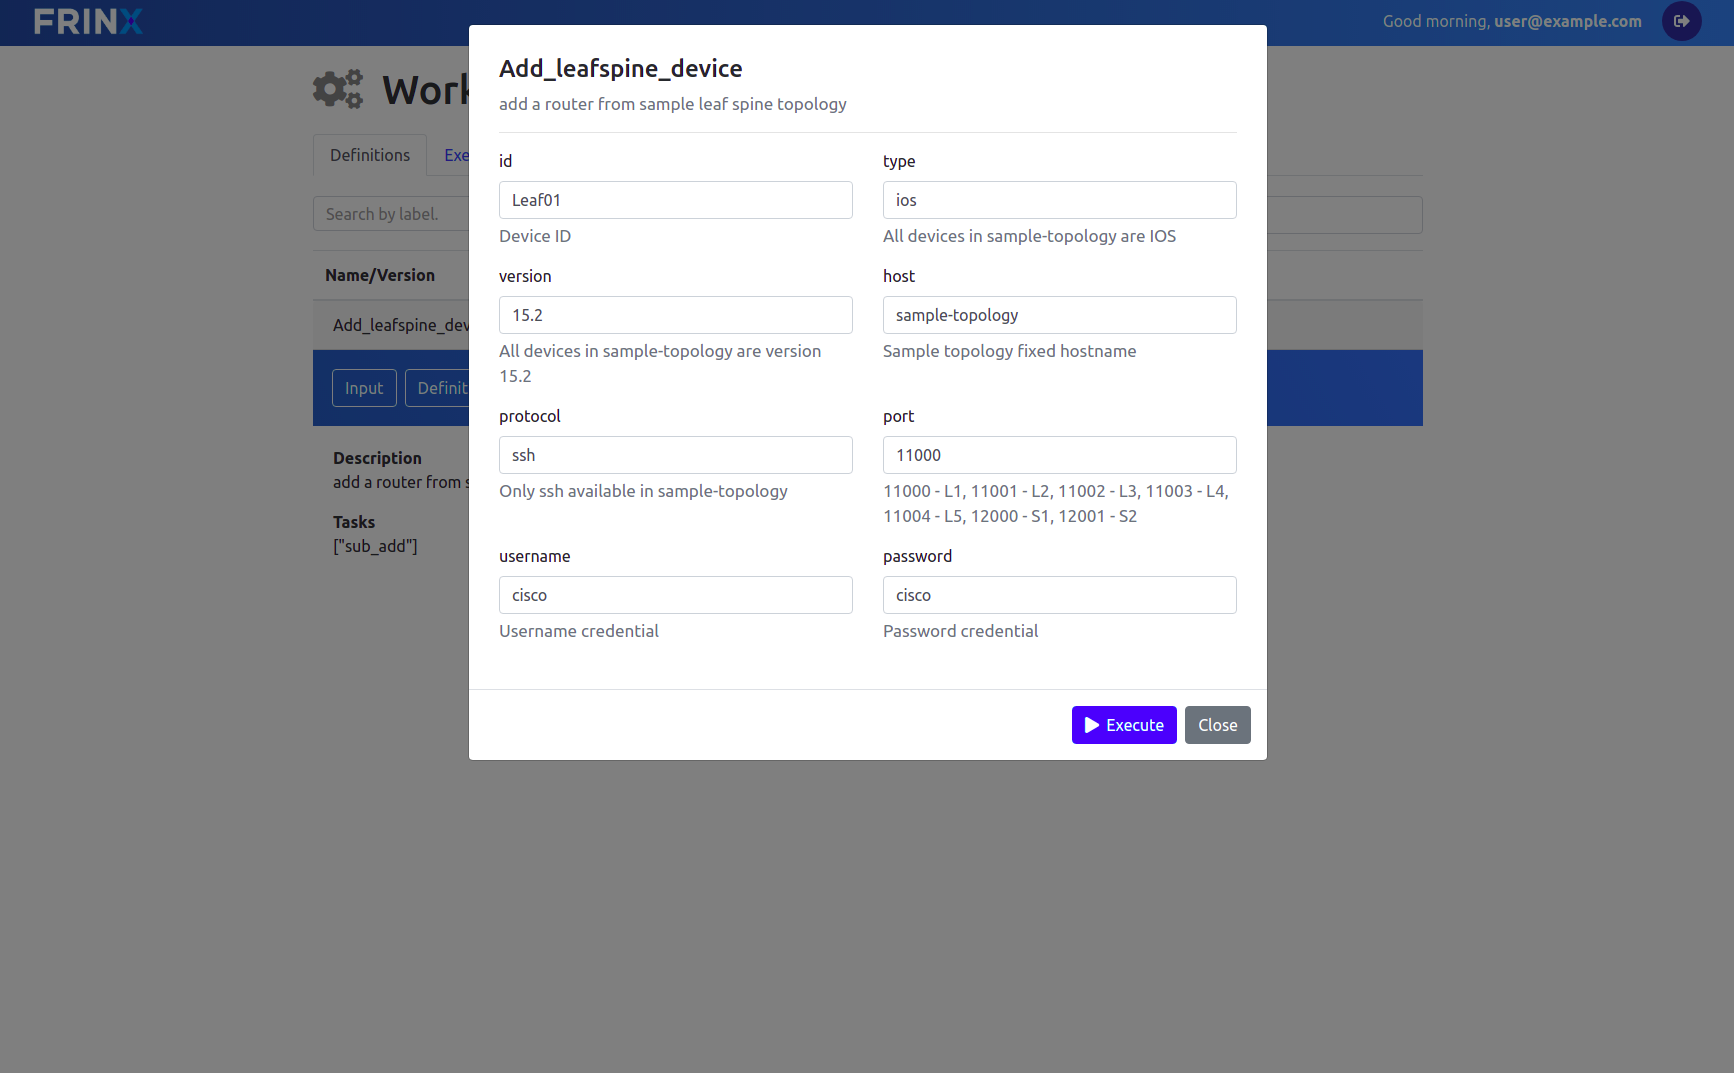 FRINX
Good morning, user@example.com
Work
Definitions
Exe
Search by label.
Name/Version
Add_leafspine_dev
Input
Definit
Description
add a router from s
Tasks
["sub_add"]
Add_leafspine_device
add a router from sample leaf spine topology
id
type
Leaf01
ios
Device ID
All devices in sample-topology are IOS
version
host
15.2
sample-topology
All devices in sample-topology are version
15.2
Sample topology fixed hostname
protocol
port
ssh
11000
Only ssh available in sample-topology
11000 - L1, 11001 - L2, 11002 - L3, 11003 - L4,
11004 - L5, 12000 - S1, 12001 - S2
username
password
cisco
cisco
Username credential
Password credential
Execute
Close